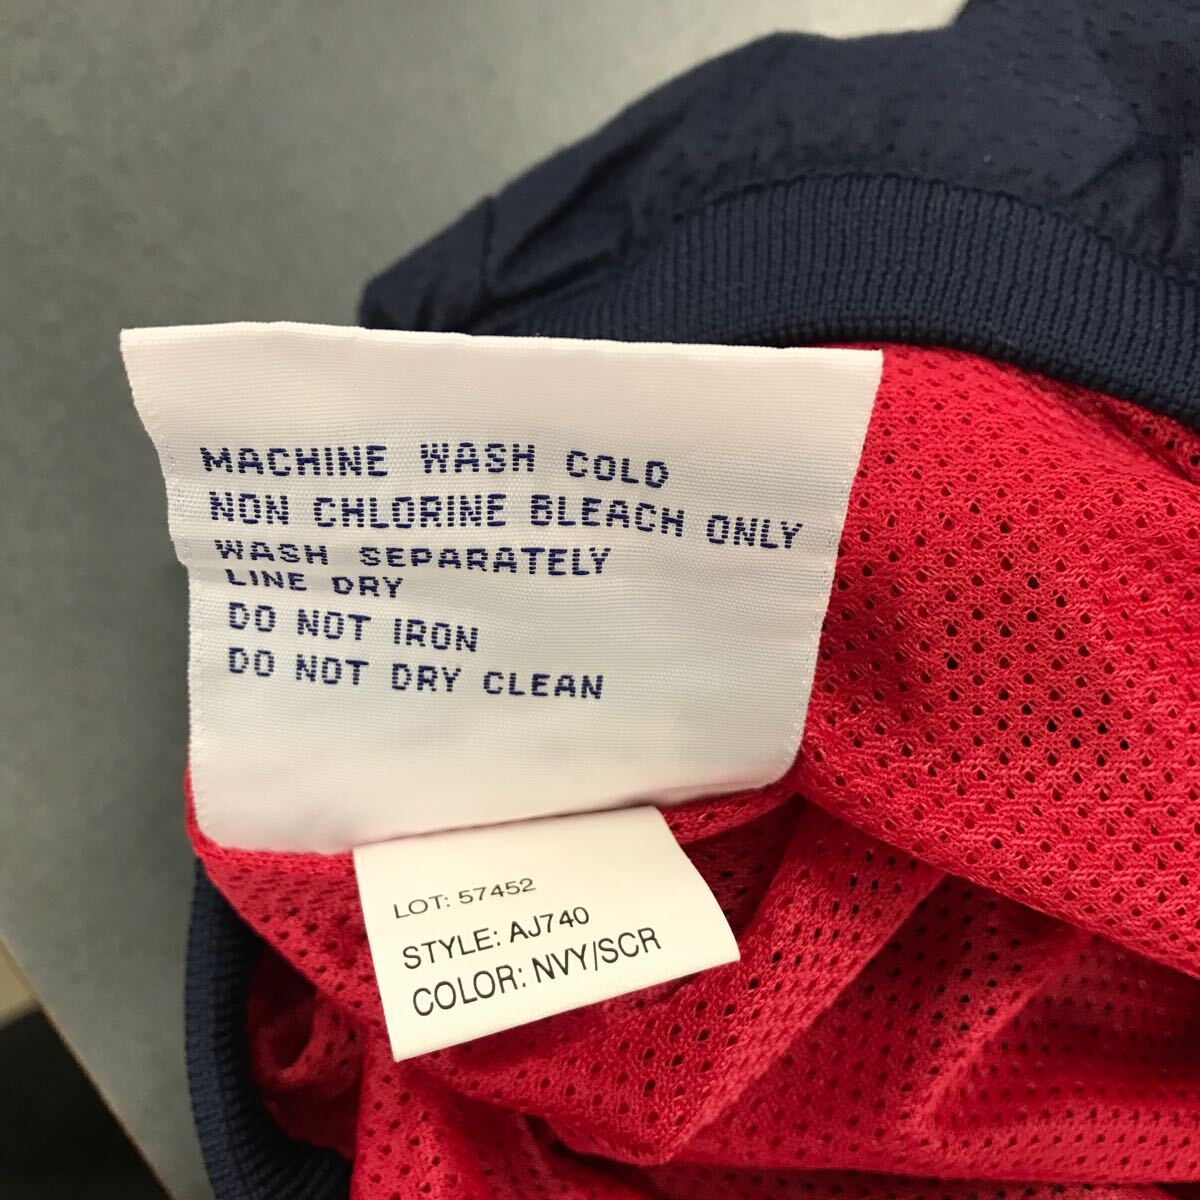 MACHINE WASH COLD
NON CHLORINE BLEACH ONLY
WASH SEPARATELY
LINE DRY
DO NOT IRON
DO NOT DRY CLEAN
LOT: 57452
STYLE: AJ740
COLOR: NVY/SCR